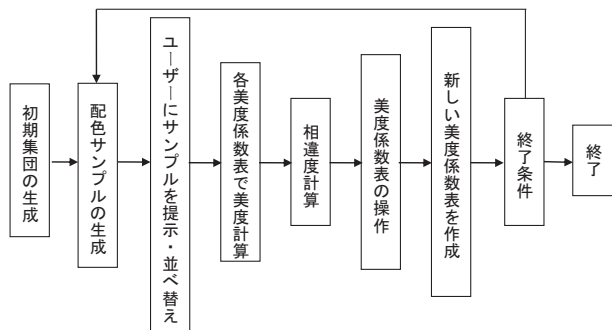 初期集団の生成
配色サンプルの生成
ユーザーにサンプルを提示・並べ替え
各美度係数表で美度計算
相違度計算
美度係数表の操作
新しい美度係数表を作成
終了条件
終了